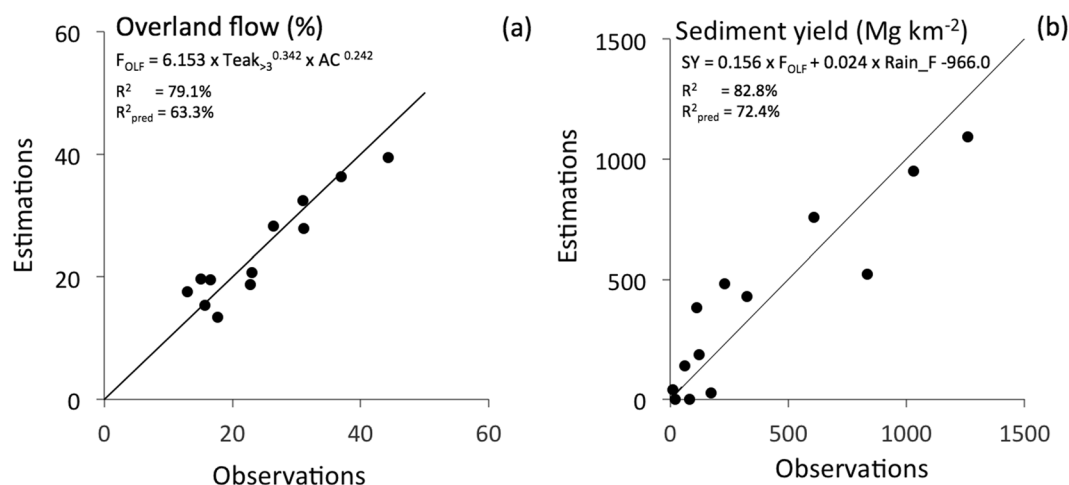 Overland flow (%)
(a)
F_OLF = 6.153 x Teak_>3^0.342 x AC^0.242
R² = 79.1%
R²_pred = 63.3%
60
40
20
0
0 20 40 60
Estimations
Observations
Sediment yield (Mg km⁻²)
(b)
SY = 0.156 x F_OLF + 0.024 x Rain_F -966.0
R² = 82.8%
R²_pred = 72.4%
1500
1000
500
0
0 500 1000 1500
Estimations
Observations